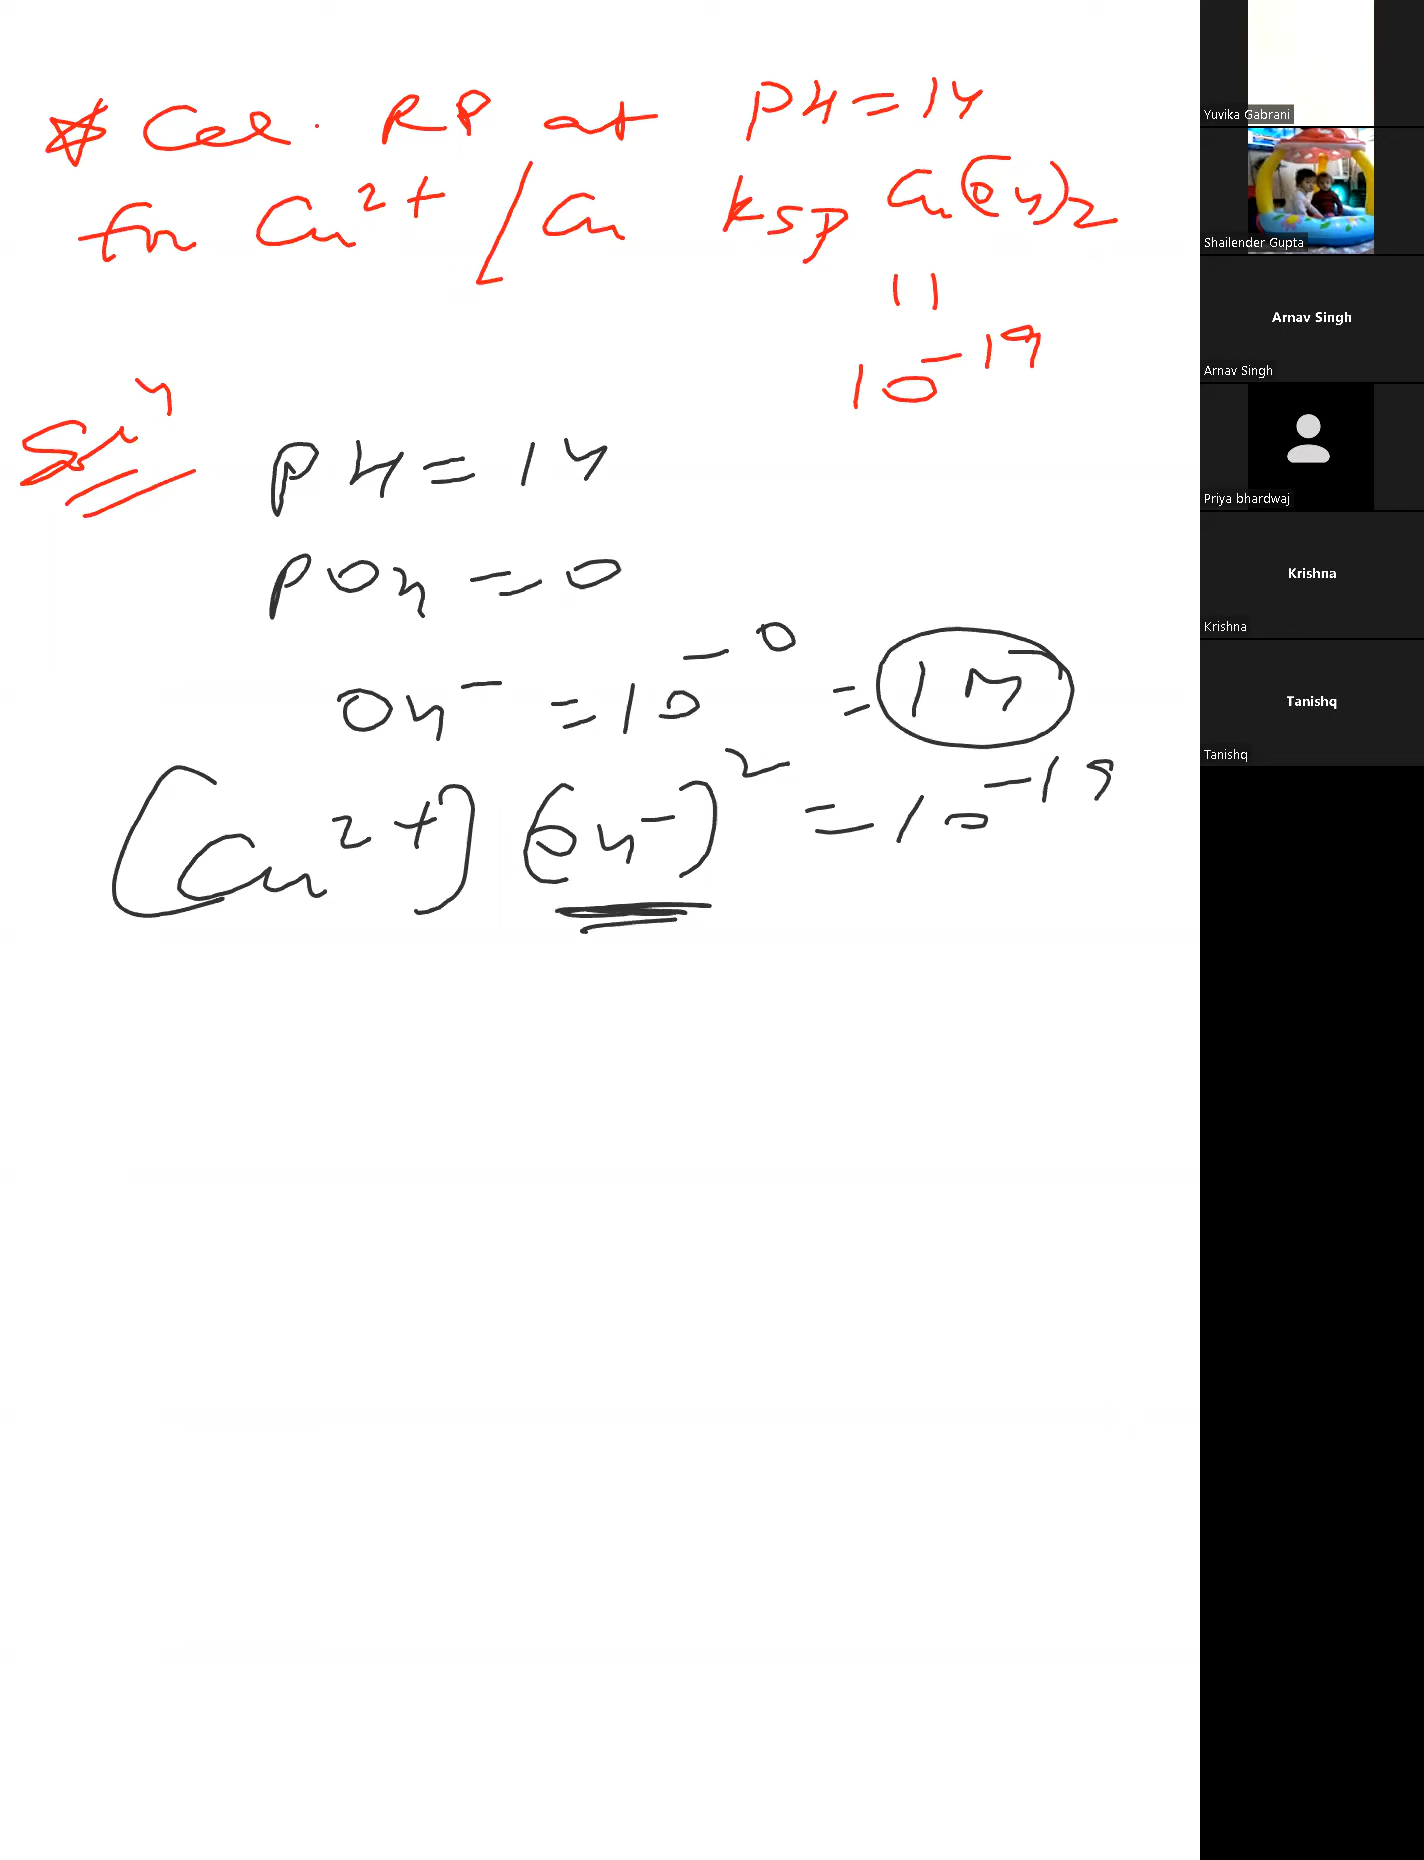 * Cal. RP at PH = 14
for Cu²⁺/Cu ksp Cu(OH)₂
11
10⁻¹⁹
Solⁿ
PH = 14
POH = 0
OH⁻ = 10⁻⁰ = 1M
[Cu²⁺] (OH⁻)² = 10⁻¹⁹
Yuvika Gabrani
Shailender Gupta
Arnav Singh
Arnav Singh
Priya bhardwaj
Krishna
Krishna
Tanishq
Tanishq